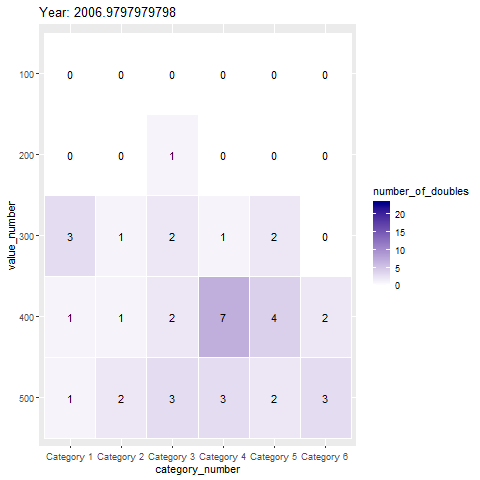 Year: 2006.9797979798
100 0 0 0 0 0 0
200 0 0 1 0 0 0
300 3 1 2 1 2 0
400 1 1 2 7 4 2
500 1 2 3 3 2 3
Category 1 Category 2 Category 3 Category 4 Category 5 Category 6
category_number
value_number
number_of_doubles
20
15
10
5
0